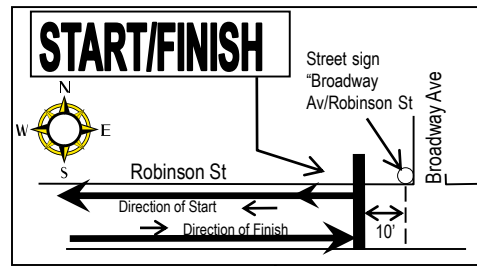 START/FINISH
Street sign
"Broadway
Av/Robinson St
Broadway Ave
N
W
E
S
Robinson St
Direction of Start
Direction of Finish
10'